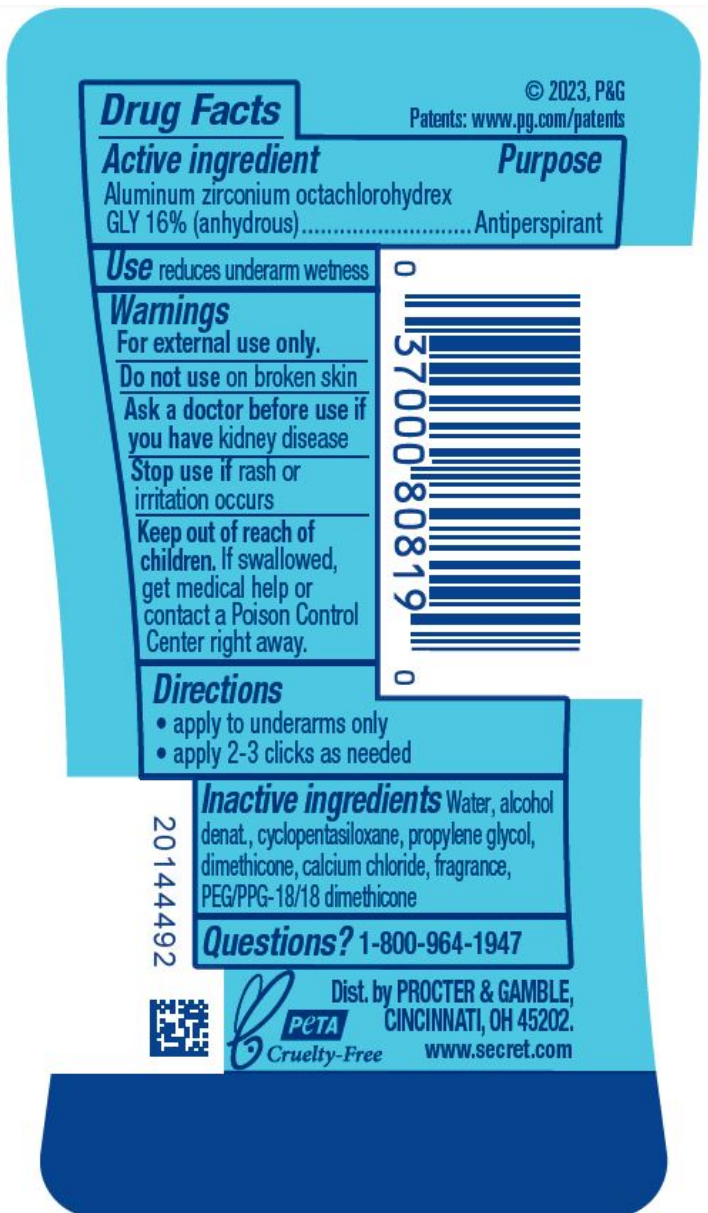 © 2023, P&G
Patents: www.pg.com/patents
Drug Facts
Active ingredient Purpose
Aluminum zirconium octachlorohydrex
GLY 16% (anhydrous)........................... Antiperspirant
Use reduces underarm wetness
Warnings
For external use only.
Do not use on broken skin
Ask a doctor before use if
you have kidney disease
Stop use if rash or
irritation occurs
Keep out of reach of
children. If swallowed,
get medical help or
contact a Poison Control
Center right away.
0 37000 80819 0
Directions
• apply to underarms only
• apply 2-3 clicks as needed
Inactive ingredients Water, alcohol
denat., cyclopentasiloxane, propylene glycol,
dimethicone, calcium chloride, fragrance,
PEG/PPG-18/18 dimethicone
Questions? 1-800-964-1947
20144492
PeTA
Cruelty-Free
Dist. by PROCTER & GAMBLE,
CINCINNATI, OH 45202.
www.secret.com